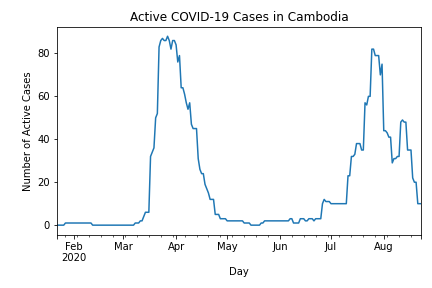 Active COVID-19 Cases in Cambodia
Number of Active Cases
80
60
40
20
0
Feb Mar Apr May Jun Jul Aug
2020
Day